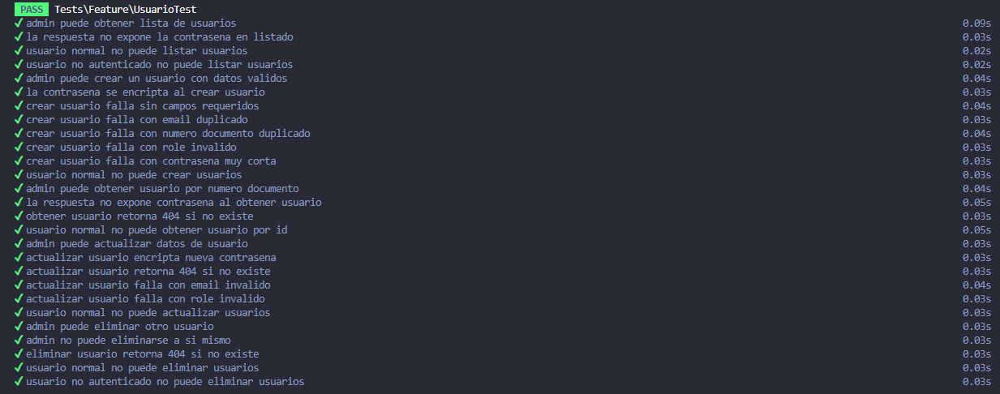 PASS Tests\Feature\UsuarioTest
✓ admin puede obtener lista de usuarios 0.09s
✓ la respuesta no expone la contrasena en listado 0.03s
✓ usuario normal no puede listar usuarios 0.02s
✓ usuario no autenticado no puede listar usuarios 0.02s
✓ admin puede crear un usuario con datos validos 0.04s
✓ la contrasena se encripta al crear usuario 0.03s
✓ crear usuario falla sin campos requeridos 0.04s
✓ crear usuario falla con email duplicado 0.03s
✓ crear usuario falla con numero documento duplicado 0.04s
✓ crear usuario falla con role invalido 0.03s
✓ crear usuario falla con contrasena muy corta 0.03s
✓ usuario normal no puede crear usuarios 0.03s
✓ admin puede obtener usuario por numero documento 0.04s
✓ la respuesta no expone contrasena al obtener usuario 0.05s
✓ obtener usuario retorna 404 si no existe 0.03s
✓ usuario normal no puede obtener usuario por id 0.05s
✓ admin puede actualizar datos de usuario 0.03s
✓ actualizar usuario encripta nueva contrasena 0.03s
✓ actualizar usuario retorna 404 si no existe 0.03s
✓ actualizar usuario falla con email invalido 0.04s
✓ actualizar usuario falla con role invalido 0.03s
✓ usuario normal no puede actualizar usuarios 0.03s
✓ admin puede eliminar otro usuario 0.03s
✓ admin no puede eliminarse a si mismo 0.03s
✓ eliminar usuario retorna 404 si no existe 0.03s
✓ usuario normal no puede eliminar usuarios 0.03s
✓ usuario no autenticado no puede eliminar usuarios 0.03s